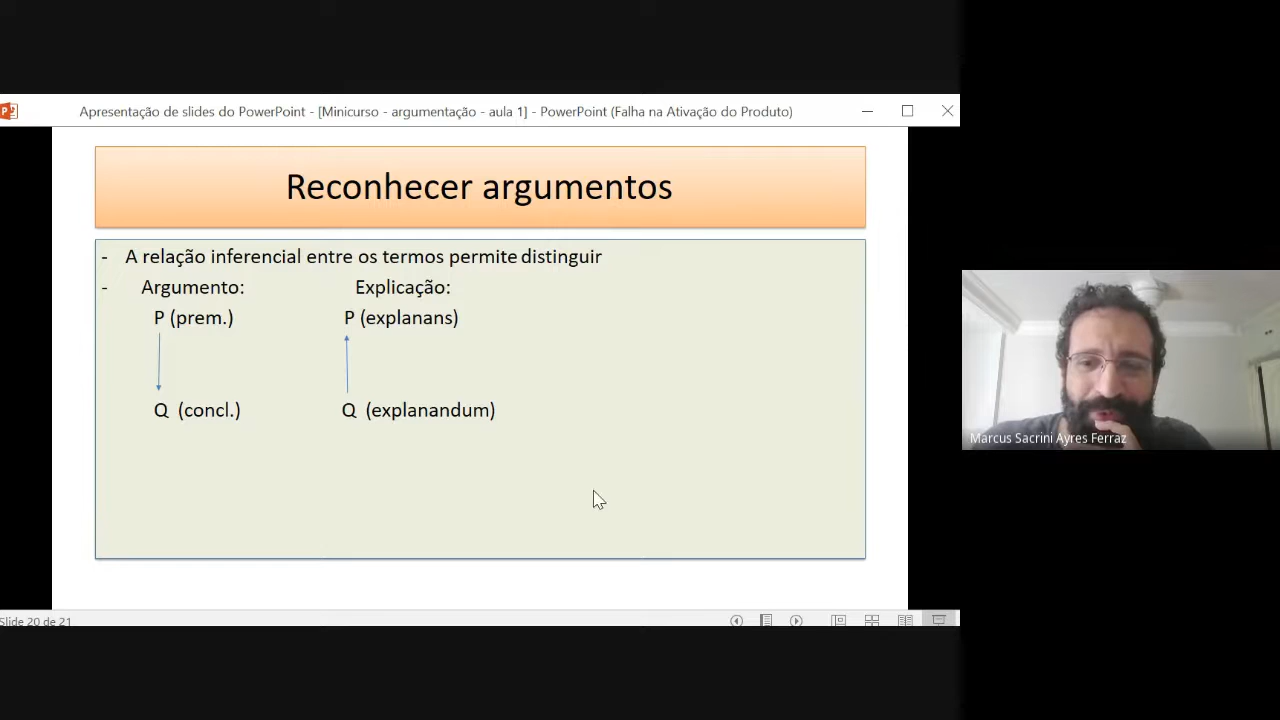 Apresentação de slides do PowerPoint - [Minicurso - argumentação - aula 1] - PowerPoint (Falha na Ativação do Produto)
Reconhecer argumentos
- A relação inferencial entre os termos permite distinguir
- Argumento: Explicação:
P (prem.) P (explanans)
Q (concl.) Q (explanandum)
Marcus Sacrini Ayres Ferraz
Slide 20 de 21